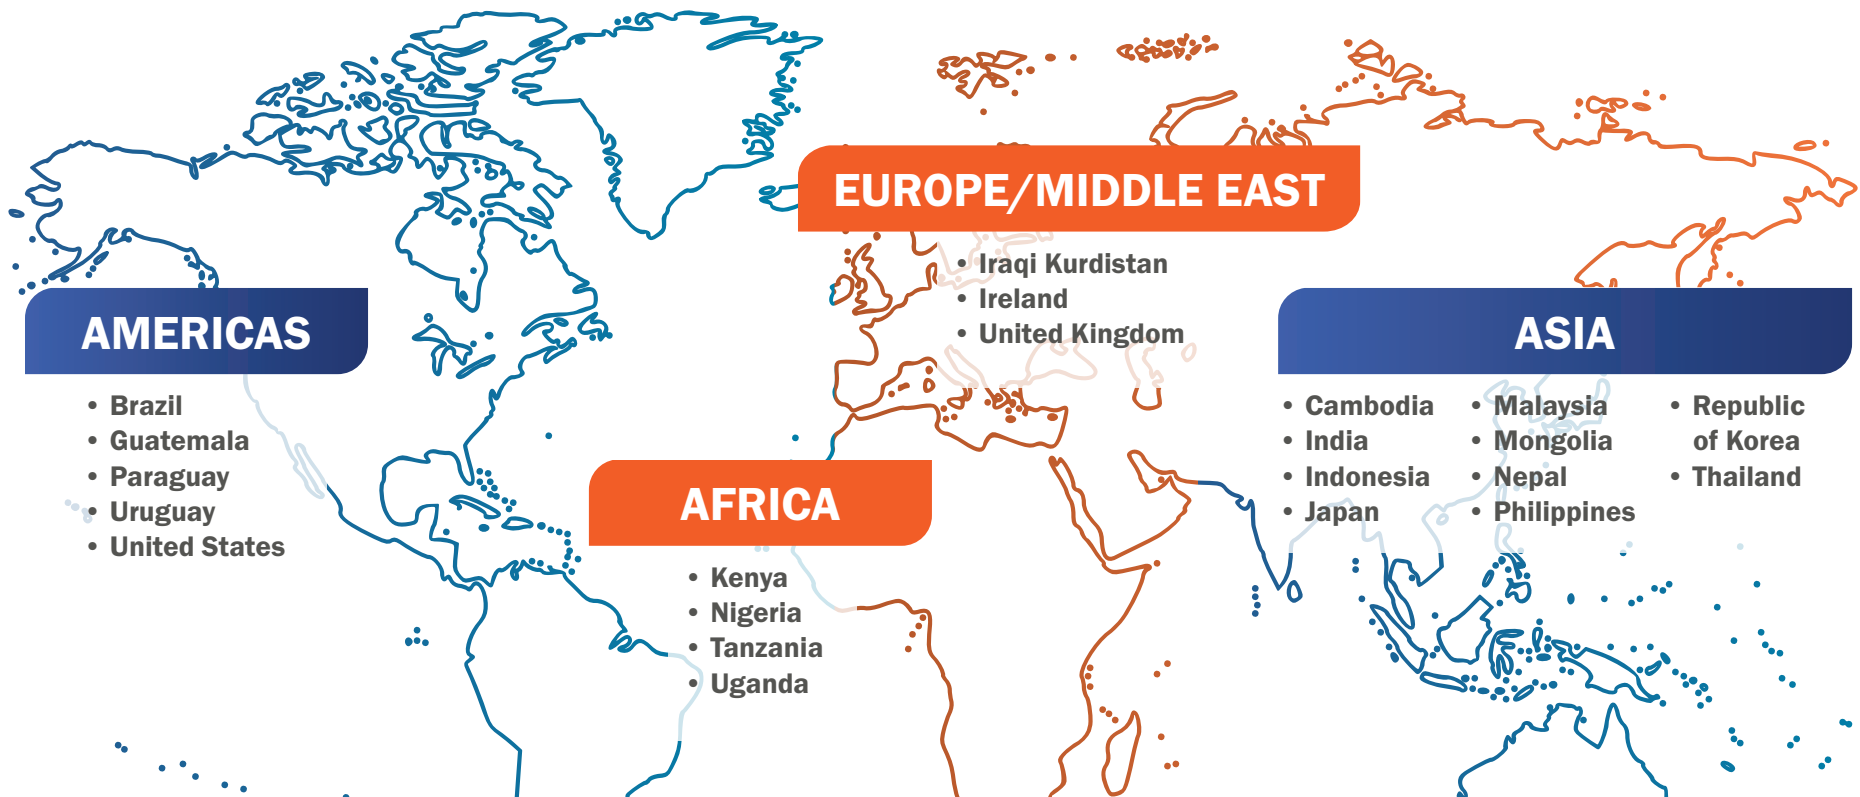 EUROPE/MIDDLE EAST
• Iraqi Kurdistan
• Ireland
• United Kingdom
AMERICAS
• Brazil
• Guatemala
• Paraguay
• Uruguay
• United States
ASIA
• Cambodia
• India
• Indonesia
• Japan
• Malaysia
• Mongolia
• Nepal
• Philippines
• Republic
of Korea
• Thailand
AFRICA
• Kenya
• Nigeria
• Tanzania
• Uganda